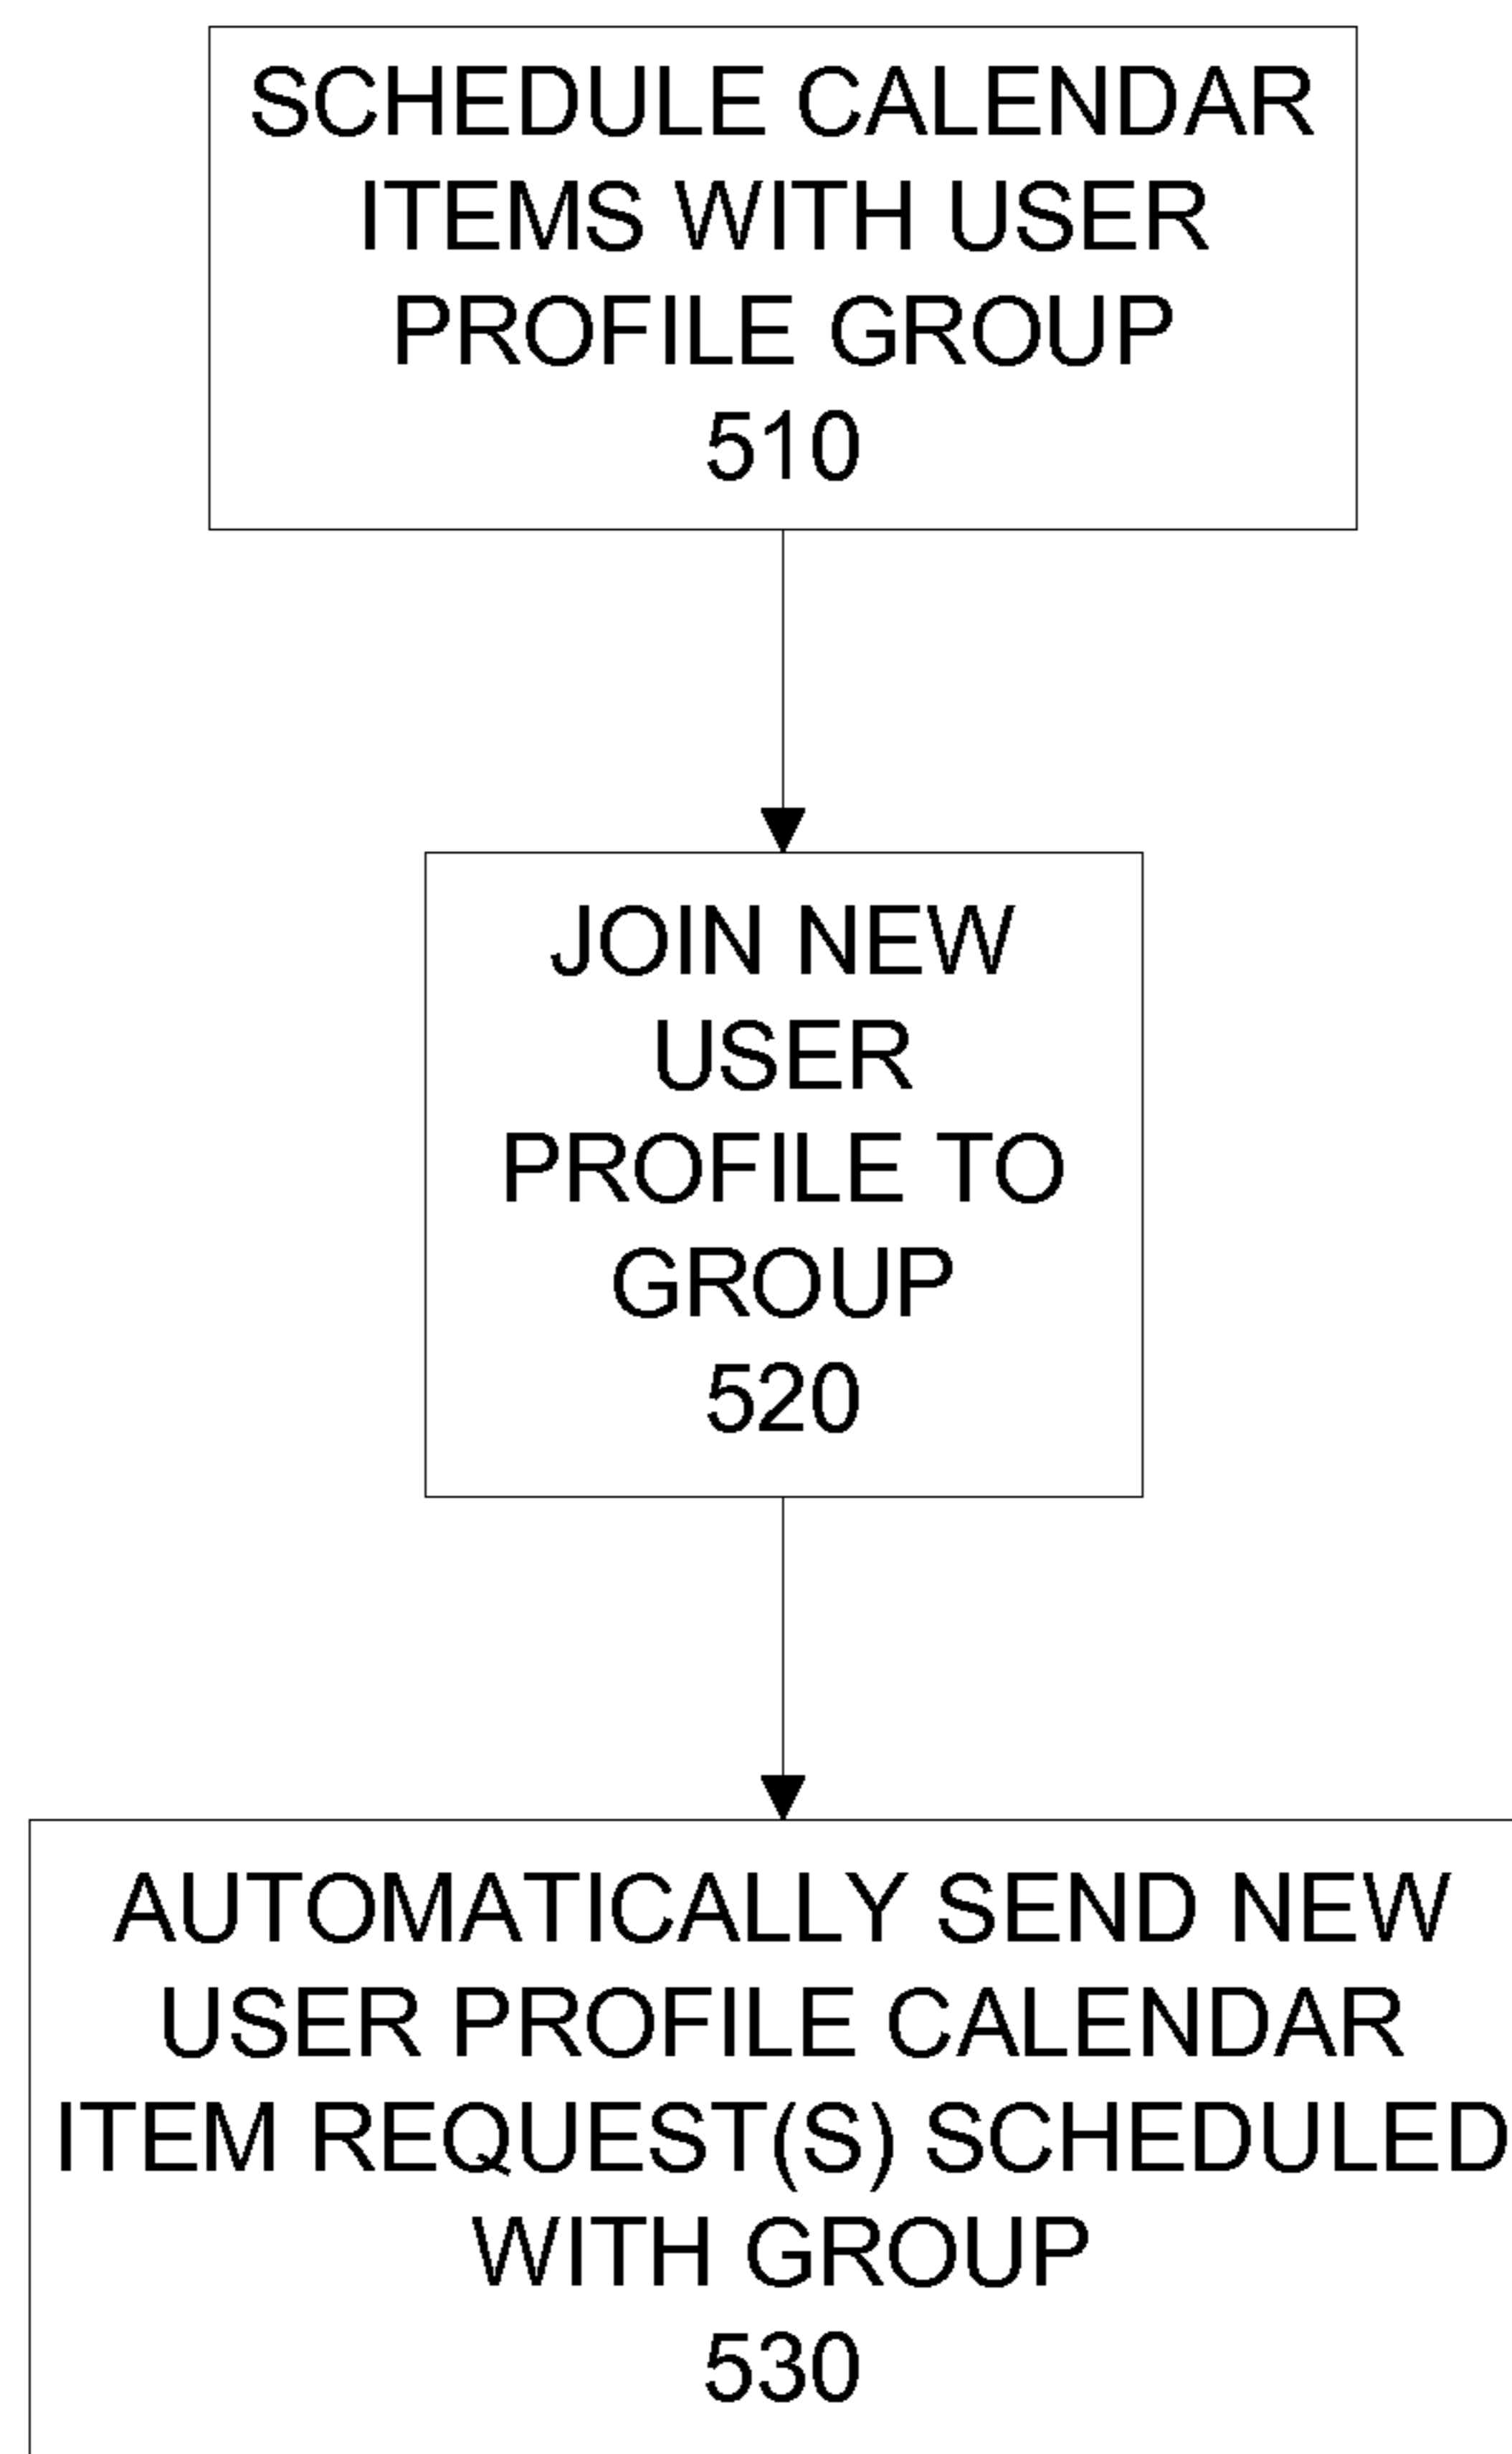 SCHEDULE CALENDAR
ITEMS WITH USER
PROFILE GROUP
510
JOIN NEW
USER
PROFILE TO
GROUP
520
AUTOMATICALLY SEND NEW
USER PROFILE CALENDAR
ITEM REQUEST(S) SCHEDULED
WITH GROUP
530